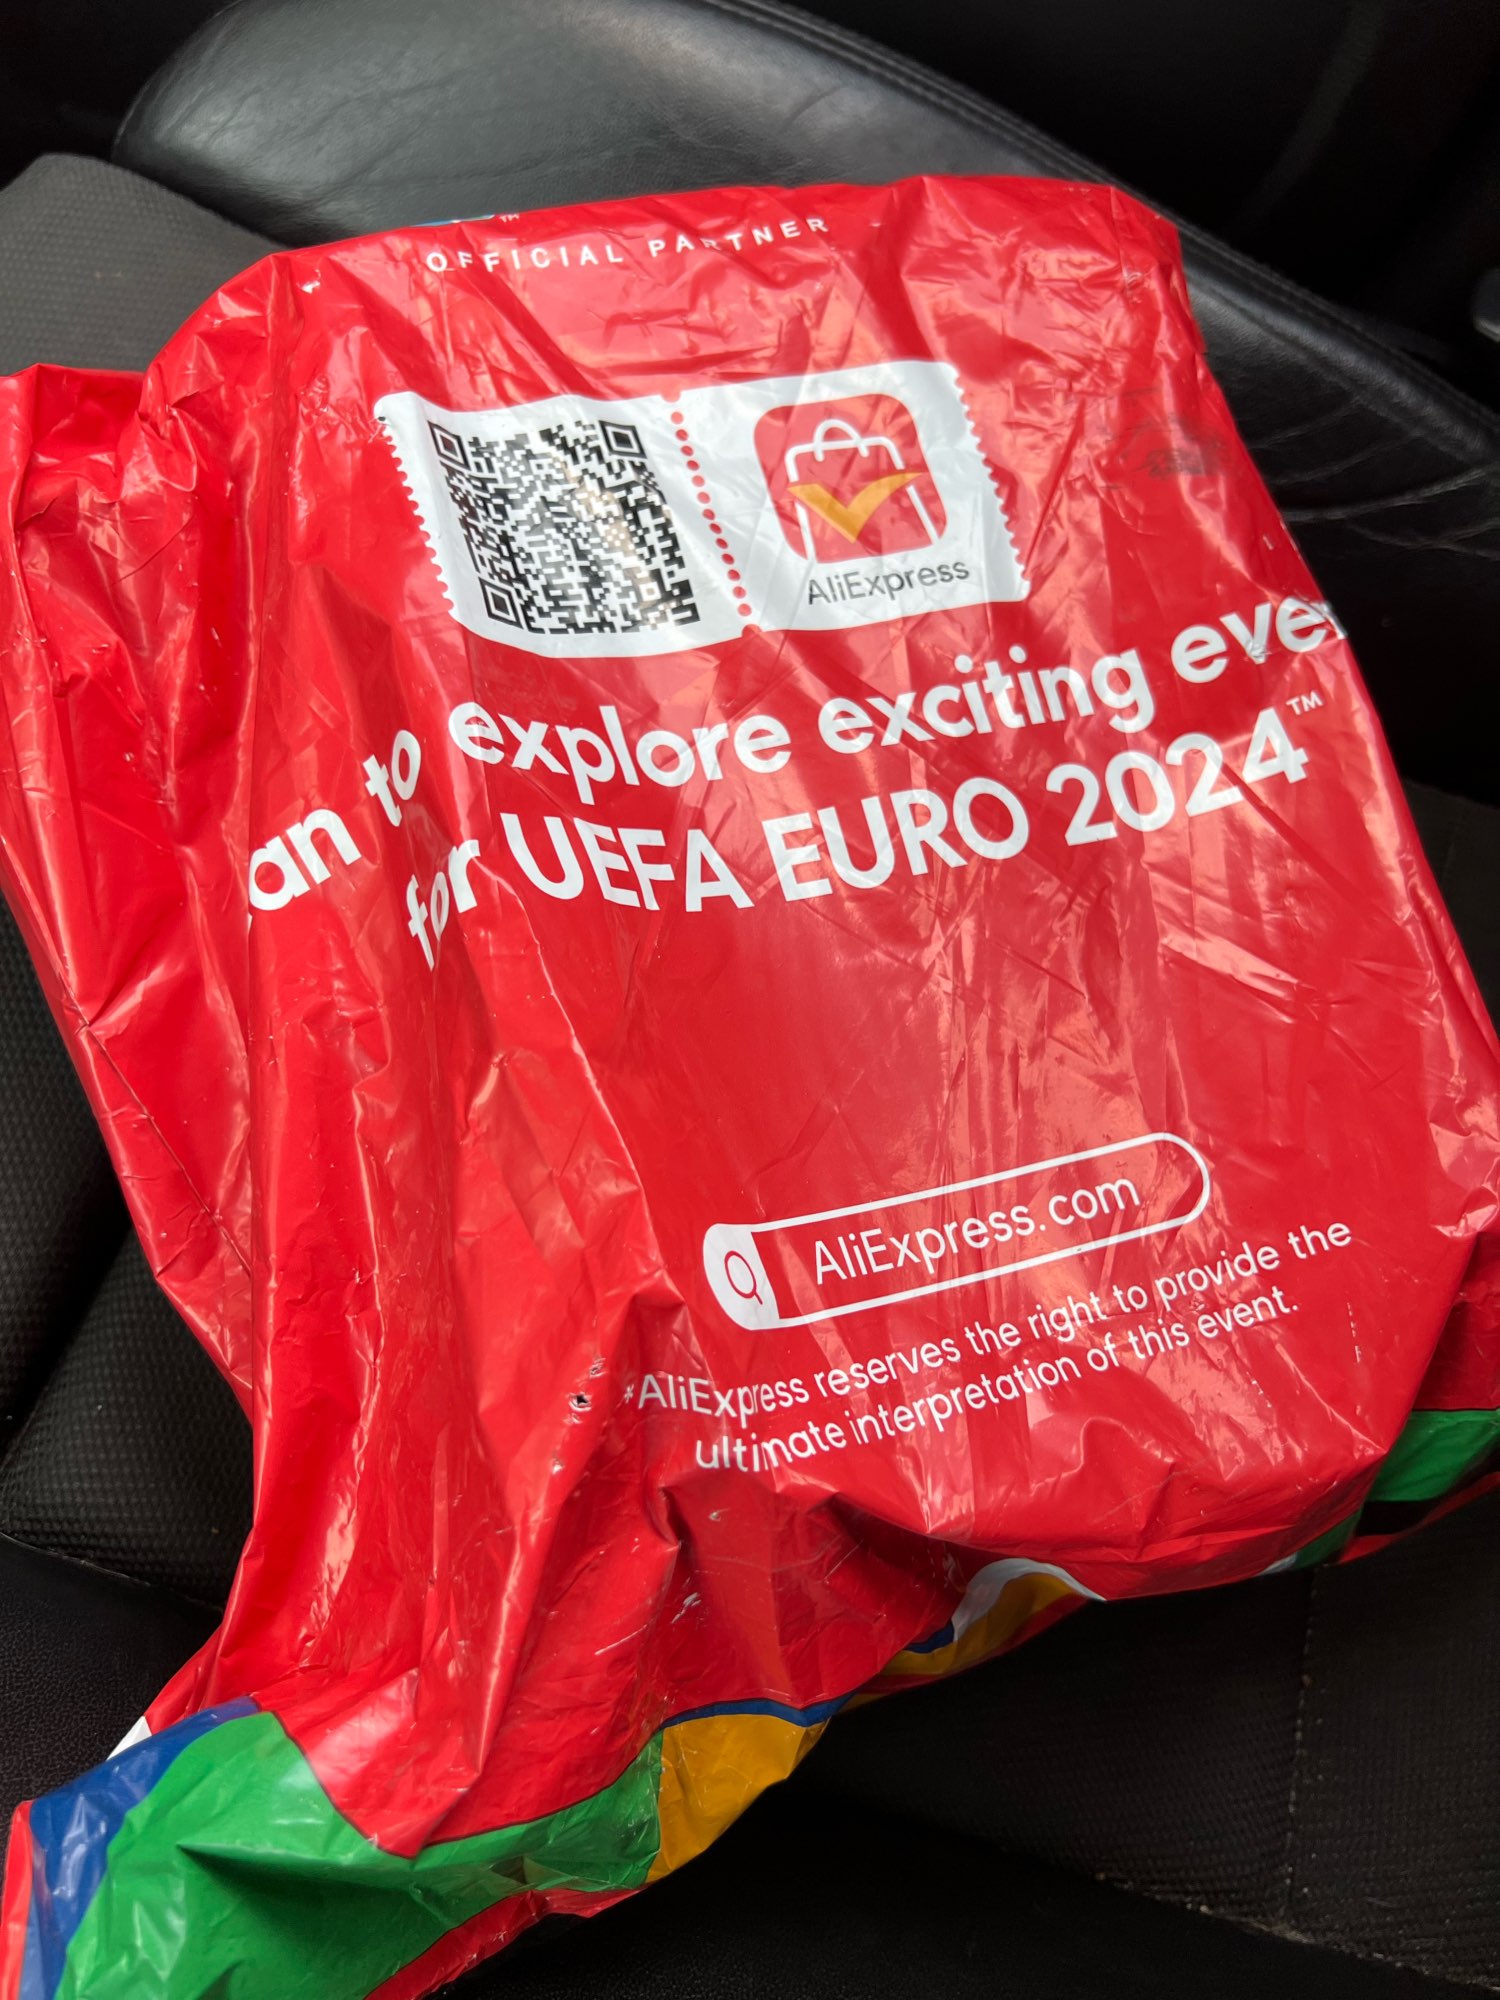 ™
OFFICIAL PARTNER
AliExpress
an to explore exciting eve
for UEFA EURO 2024™
AliExpress.com
*AliExpress reserves the right to provide the
ultimate interpretation of this event.